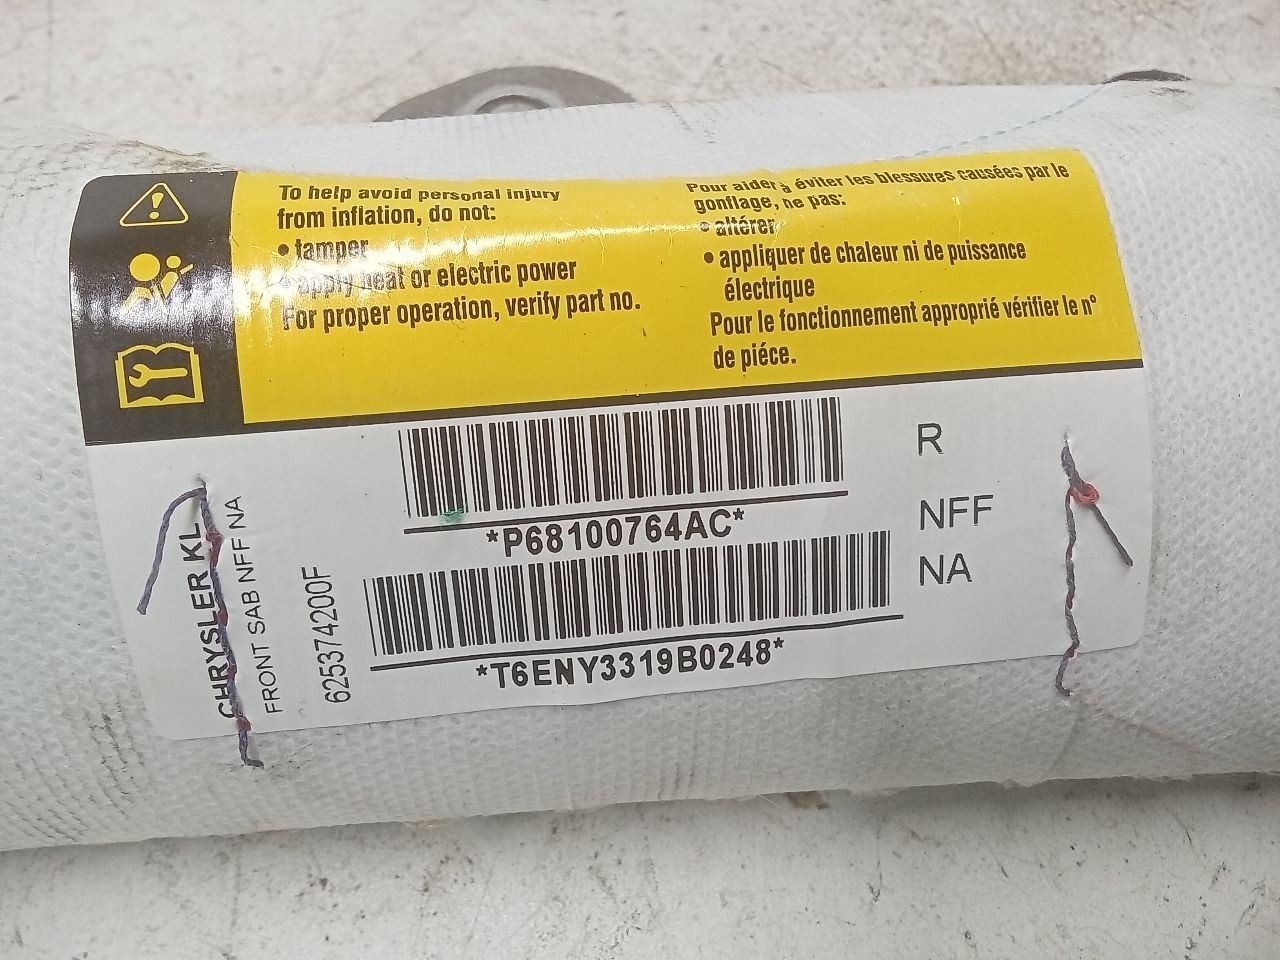 To help avoid personal injury
from inflation, do not:
• tamper
• apply heat or electric power
For proper operation, verify part no.
Pour aider à éviter les blessures causées par le
gonflage, ne pas:
• altérer
• appliquer de chaleur ni de puissance
électrique
Pour le fonctionnement approprié vérifier le n°
de piéce.
*P68100764AC*
*T6ENY3319B0248*
R
NFF
NA
CHRYSLER KL
FRONT SAB NFF NA
625374200F